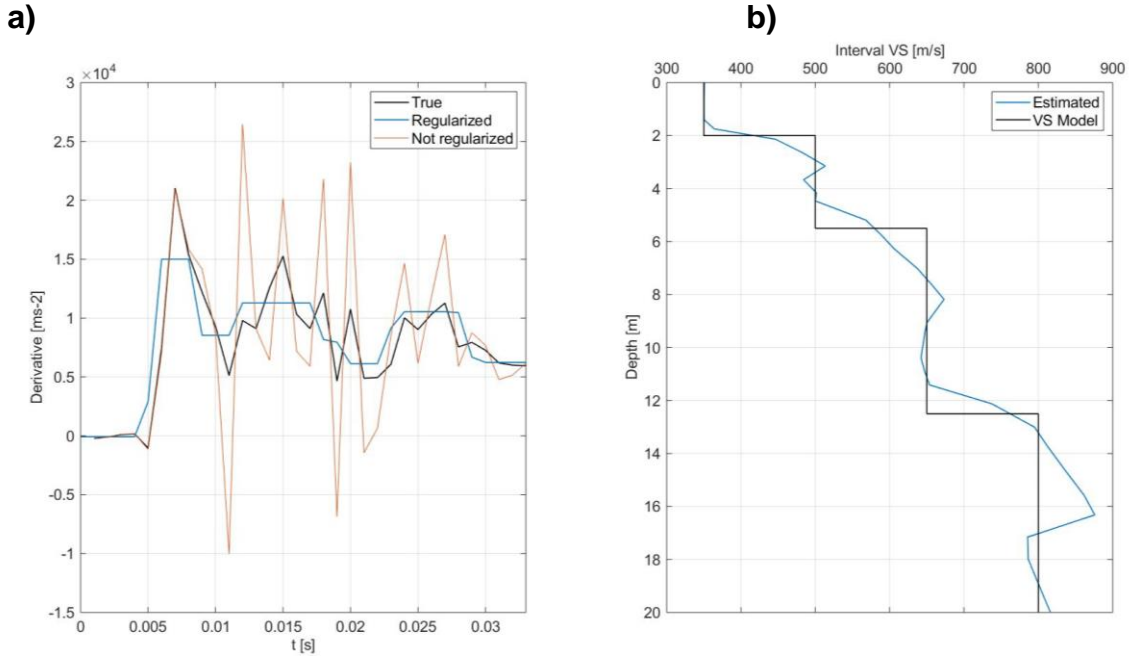 a)
b)
×10^4
3
2.5
2
1.5
1
0.5
0
-0.5
-1
-1.5
Derivative [ms-2]
0 0.005 0.01 0.015 0.02 0.025 0.03
t [s]
True
Regularized
Not regularized
Interval VS [m/s]
300 400 500 600 700 800 900
0
2
4
6
8
10
12
14
16
18
20
Depth [m]
Estimated
VS Model